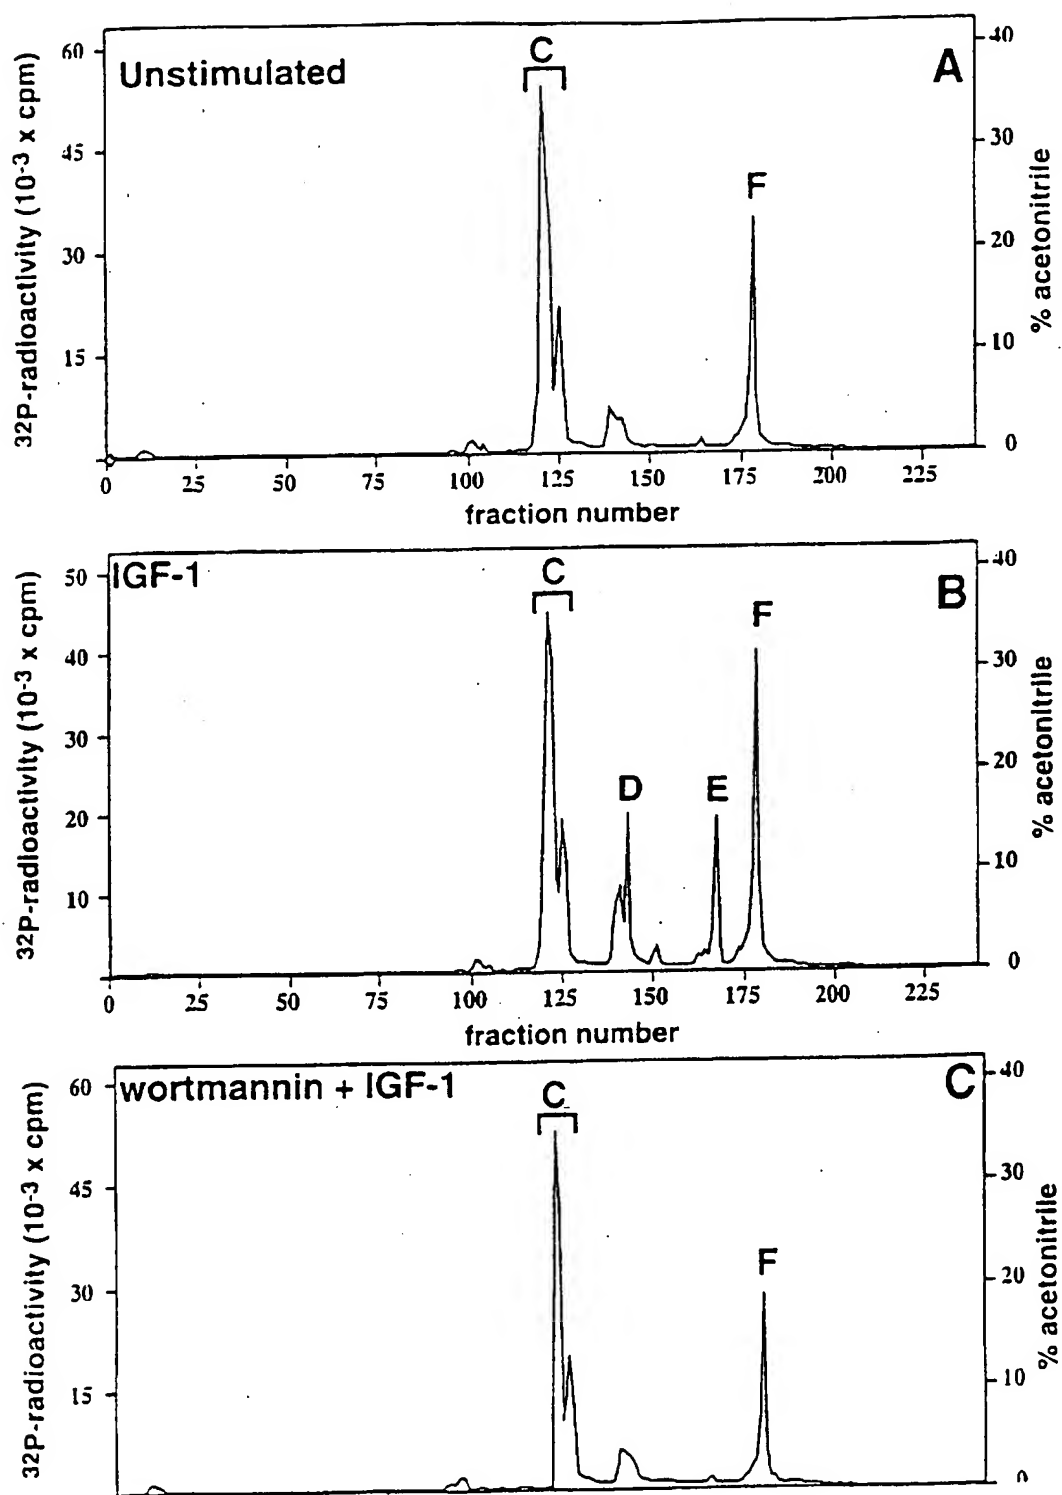 Unstimulated
A
C
F
60
45
30
15
32P-radioactivity (10-3 x cpm)
40
30
20
10
0
% acetonitrile
0 25 50 75 100 125 150 175 200 225
fraction number
IGF-1
B
C
D
E
F
50
40
30
20
10
32P-radioactivity (10-3 x cpm)
40
30
20
10
0
% acetonitrile
0 25 50 75 100 125 150 175 200 225
fraction number
wortmannin + IGF-1
C
C
F
60
45
30
15
32P-radioactivity (10-3 x cpm)
40
30
20
10
0
% acetonitrile